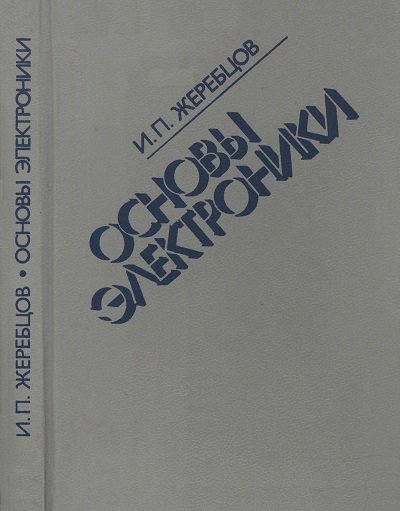 И.П. ЖЕРЕБЦОВ • ОСНОВЫ ЭЛЕКТРОНИКИ
И.П. ЖЕРЕБЦОВ
ОСНОВЫ
ЭЛЕКТРОНИКИ